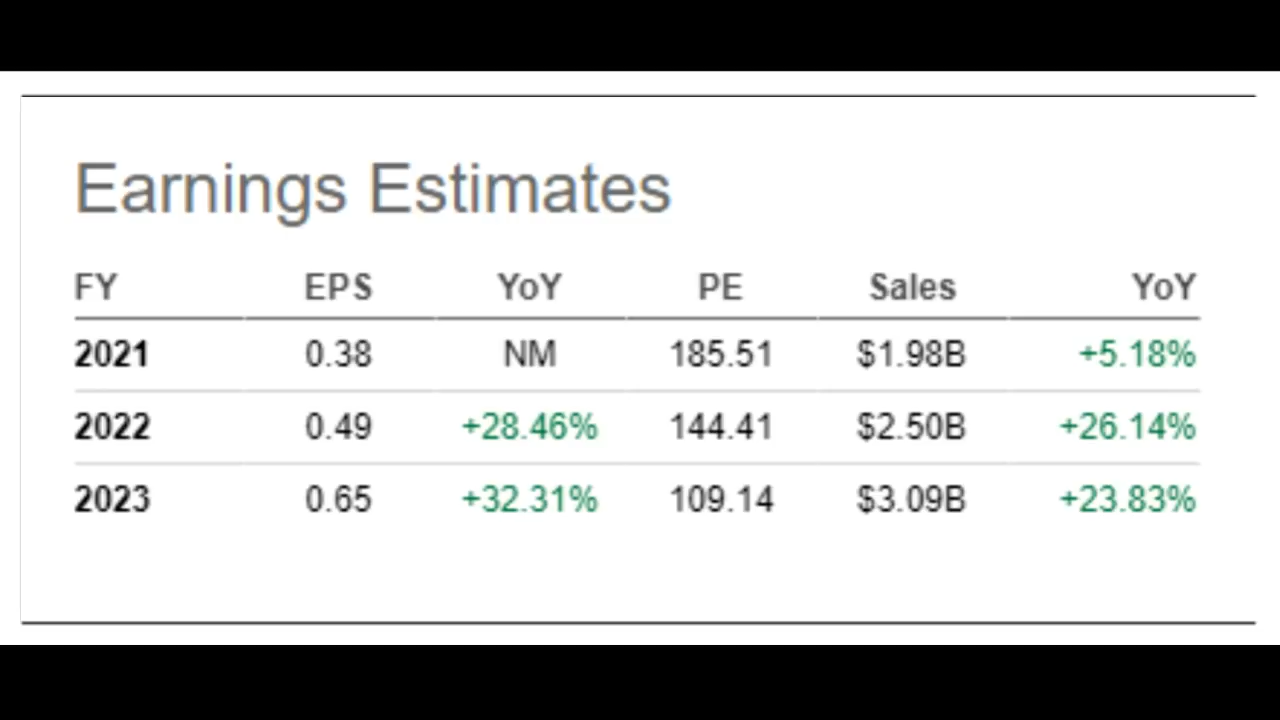 Earnings Estimates
FY EPS YoY PE Sales YoY
2021 0.38 NM 185.51 $1.98B +5.18%
2022 0.49 +28.46% 144.41 $2.50B +26.14%
2023 0.65 +32.31% 109.14 $3.09B +23.83%